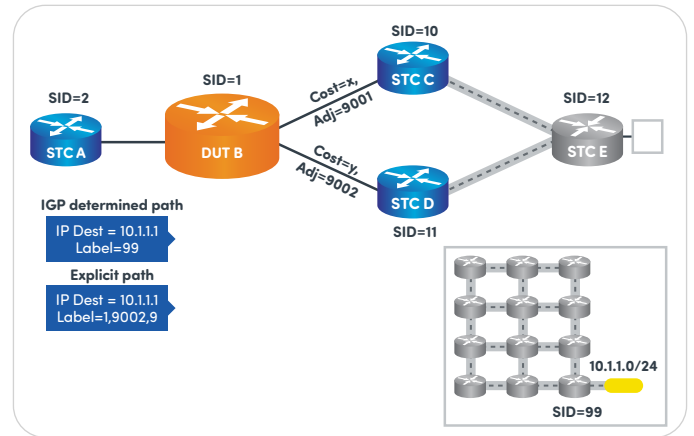 SID=10
STC C
SID=1
SID=2
Cost=x,
Adj=9001
SID=12
STC A
DUT B
STC E
Cost=y,
Adj=9002
STC D
SID=11
IGP determined path
IP Dest = 10.1.1.1
Label=99
Explicit path
IP Dest = 10.1.1.1
Label=1,9002,9
10.1.1.0/24
SID=99